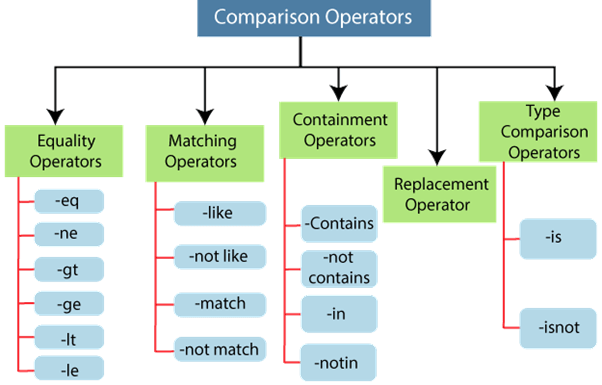 Comparison Operators
Equality
Operators
-eq
-ne
-gt
-ge
-lt
-le
Matching
Operators
-like
-not like
-match
-not match
Containment
Operators
-Contains
-not
contains
-in
-notin
Replacement
Operator
Type
Comparison
Operators
-is
-isnot